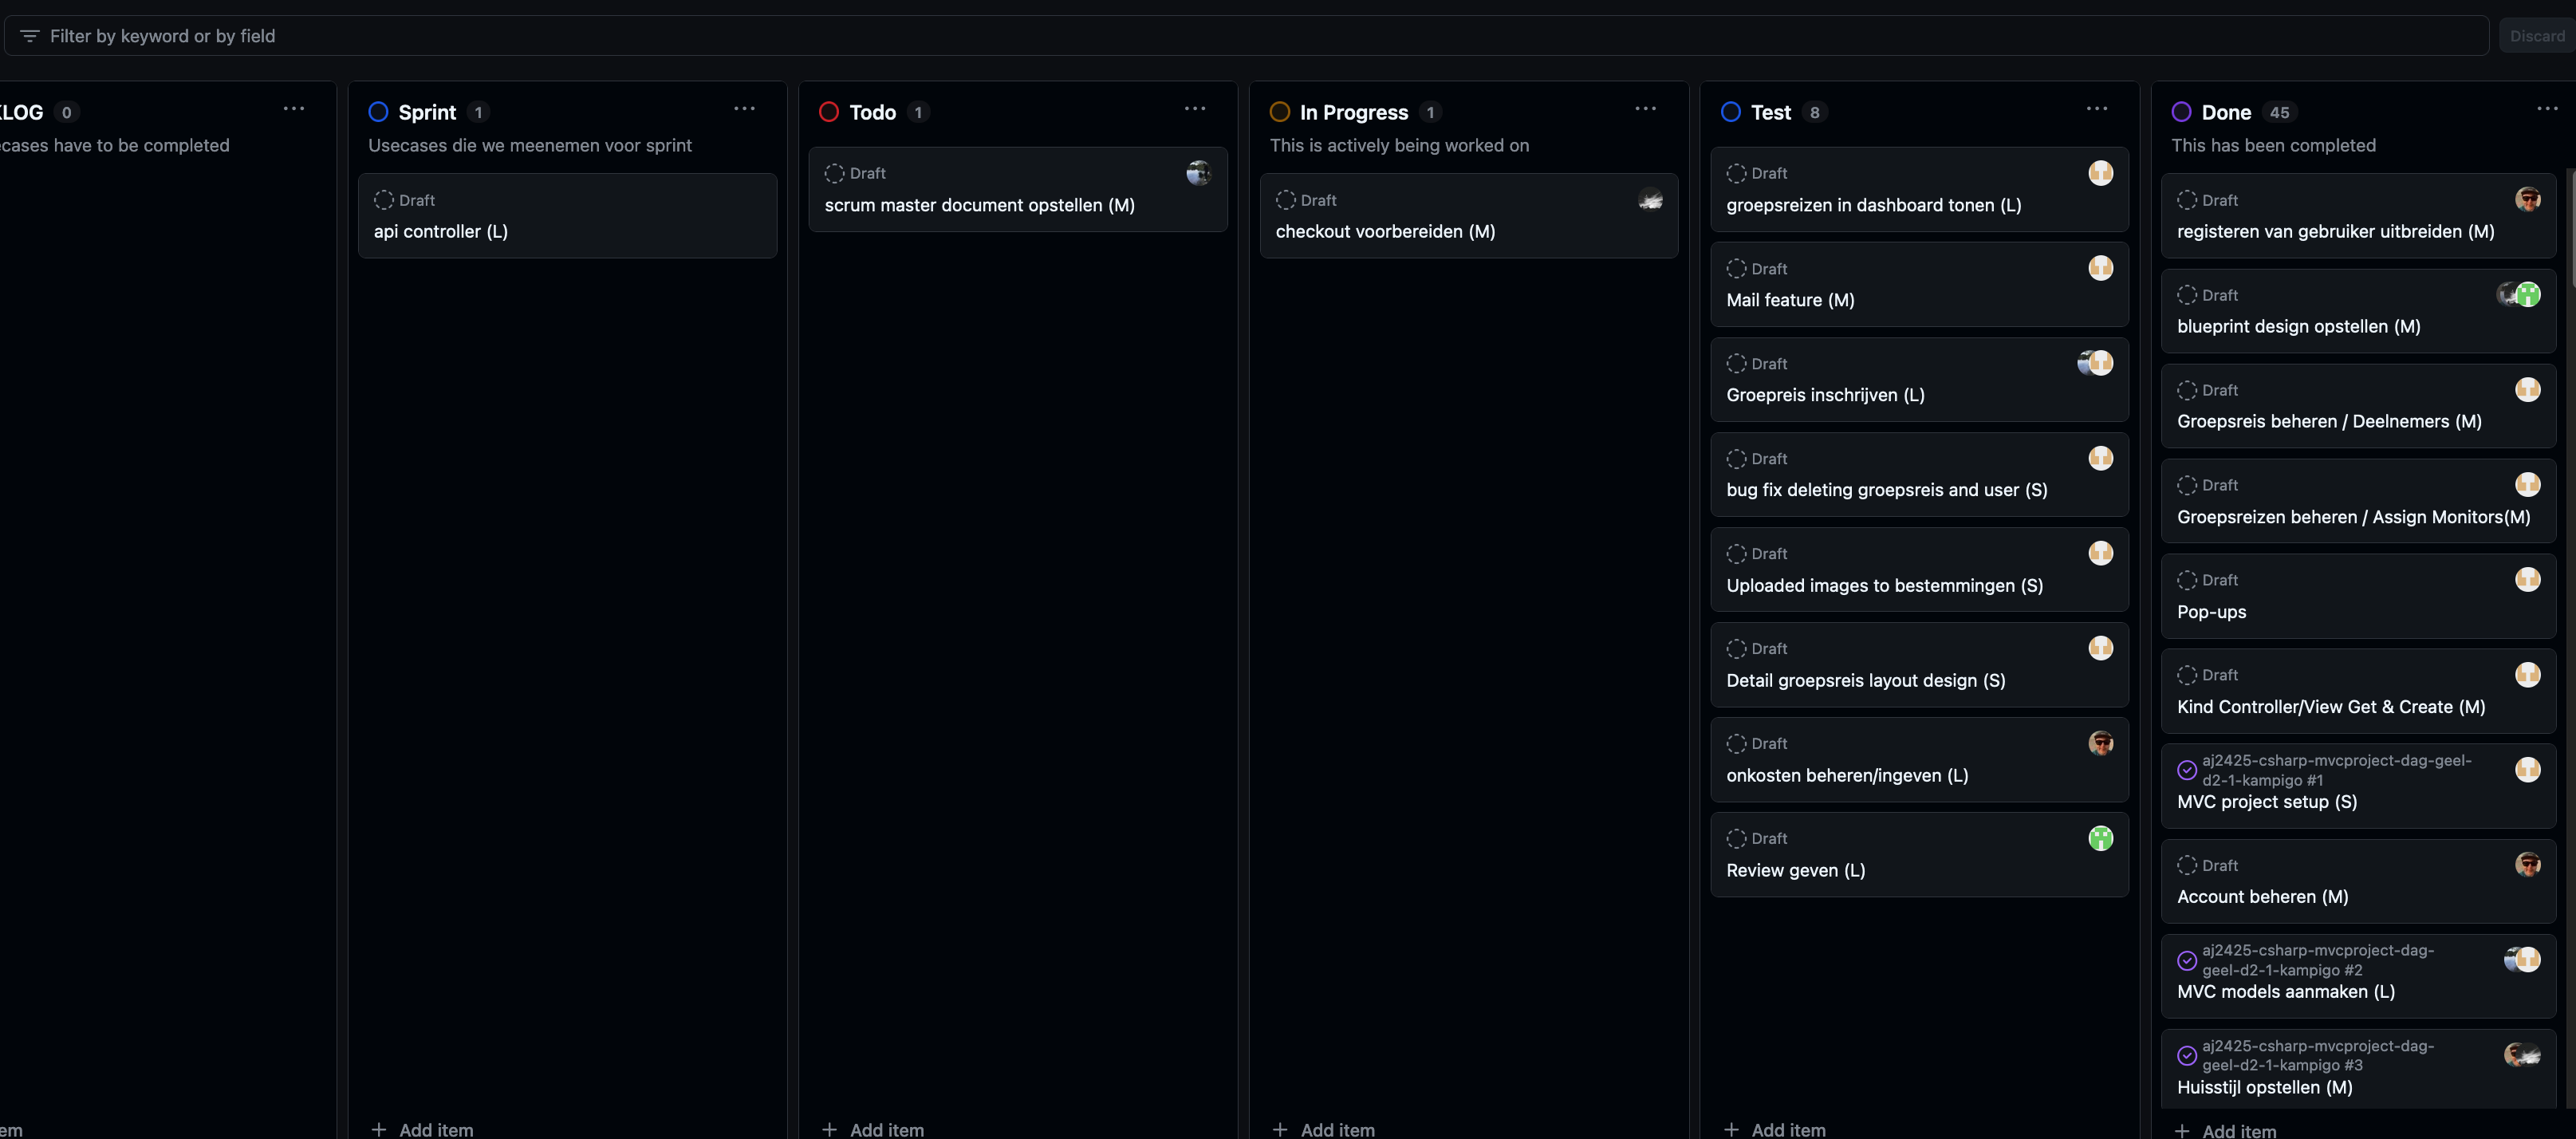 Filter by keyword or by field
Discard
KLOG 0
cases have to be completed
em
Sprint 1
Usecases die we meenemen voor sprint
Draft
api controller (L)
Add item
Todo 1
Draft
scrum master document opstellen (M)
Add item
In Progress 1
This is actively being worked on
Draft
checkout voorbereiden (M)
Add item
Test 8
Draft
groepsreizen in dashboard tonen (L)
Draft
Mail feature (M)
Draft
Groepreis inschrijven (L)
Draft
bug fix deleting groepsreis and user (S)
Draft
Uploaded images to bestemmingen (S)
Draft
Detail groepsreis layout design (S)
Draft
onkosten beheren/ingeven (L)
Draft
Review geven (L)
Add item
Done 45
This has been completed
Draft
registeren van gebruiker uitbreiden (M)
Draft
blueprint design opstellen (M)
Draft
Groepsreis beheren / Deelnemers (M)
Draft
Groepsreizen beheren / Assign Monitors(M)
Draft
Pop-ups
Draft
Kind Controller/View Get & Create (M)
aj2425-csharp-mvcproject-dag-geel-
d2-1-kampigo #1
MVC project setup (S)
Draft
Account beheren (M)
aj2425-csharp-mvcproject-dag-
geel-d2-1-kampigo #2
MVC models aanmaken (L)
aj2425-csharp-mvcproject-dag-
geel-d2-1-kampigo #3
Huisstijl opstellen (M)
Add item